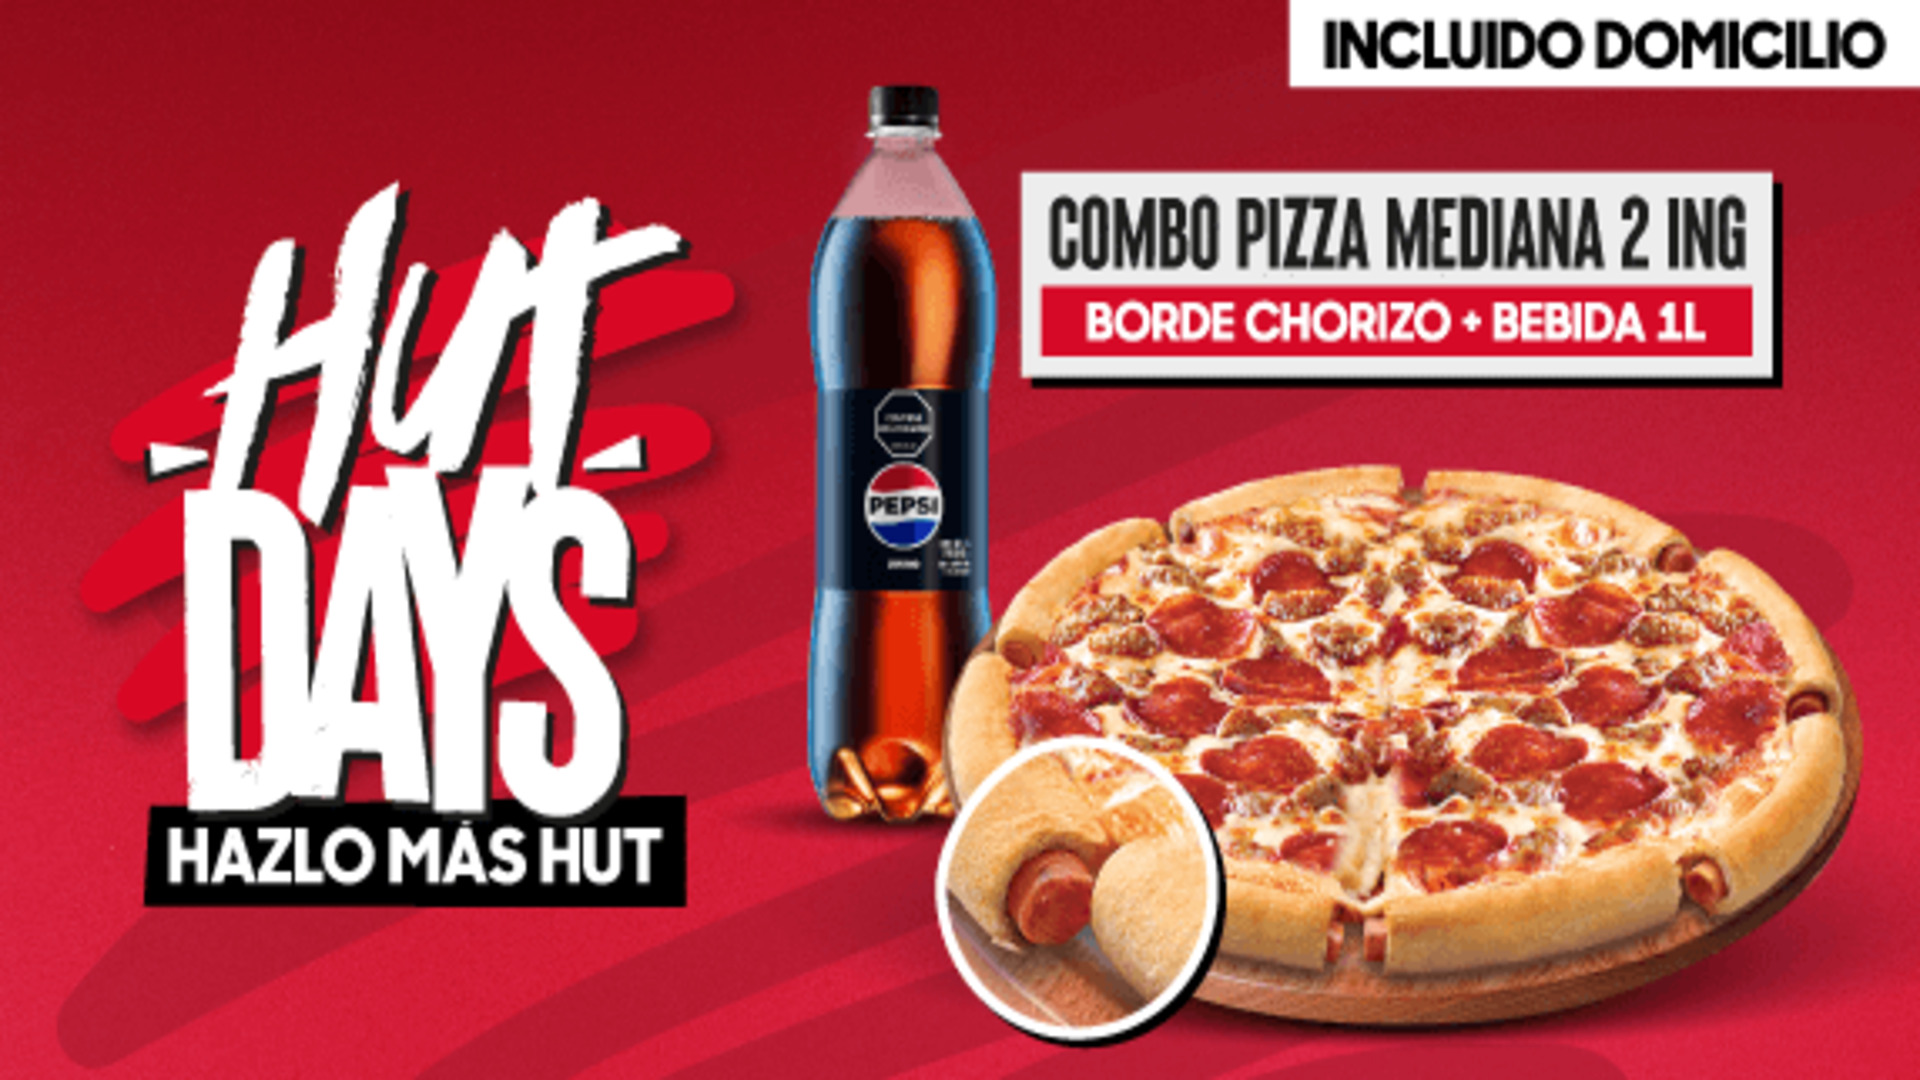 INCLUIDO DOMICILIO
COMBO PIZZA MEDIANA 2 ING
BORDE CHORIZO + BEBIDA 1L
HUT
DAYS
HAZLO MÁS HUT
PEPSI